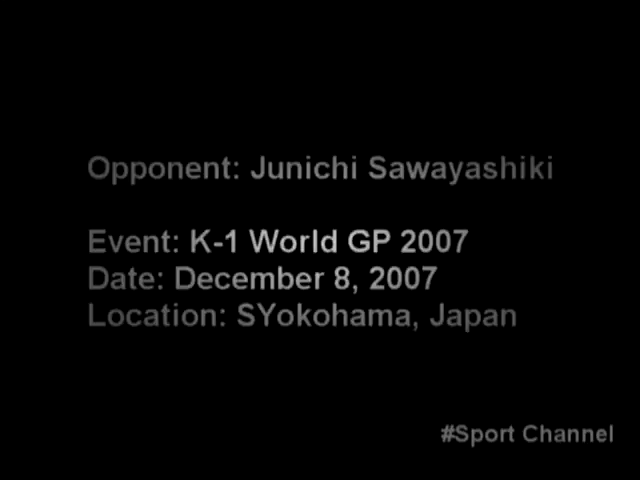 Opponent: Junichi Sawayashiki
Event: K-1 World GP 2007
Date: December 8, 2007
Location: SYokohama, Japan
#Sport Channel